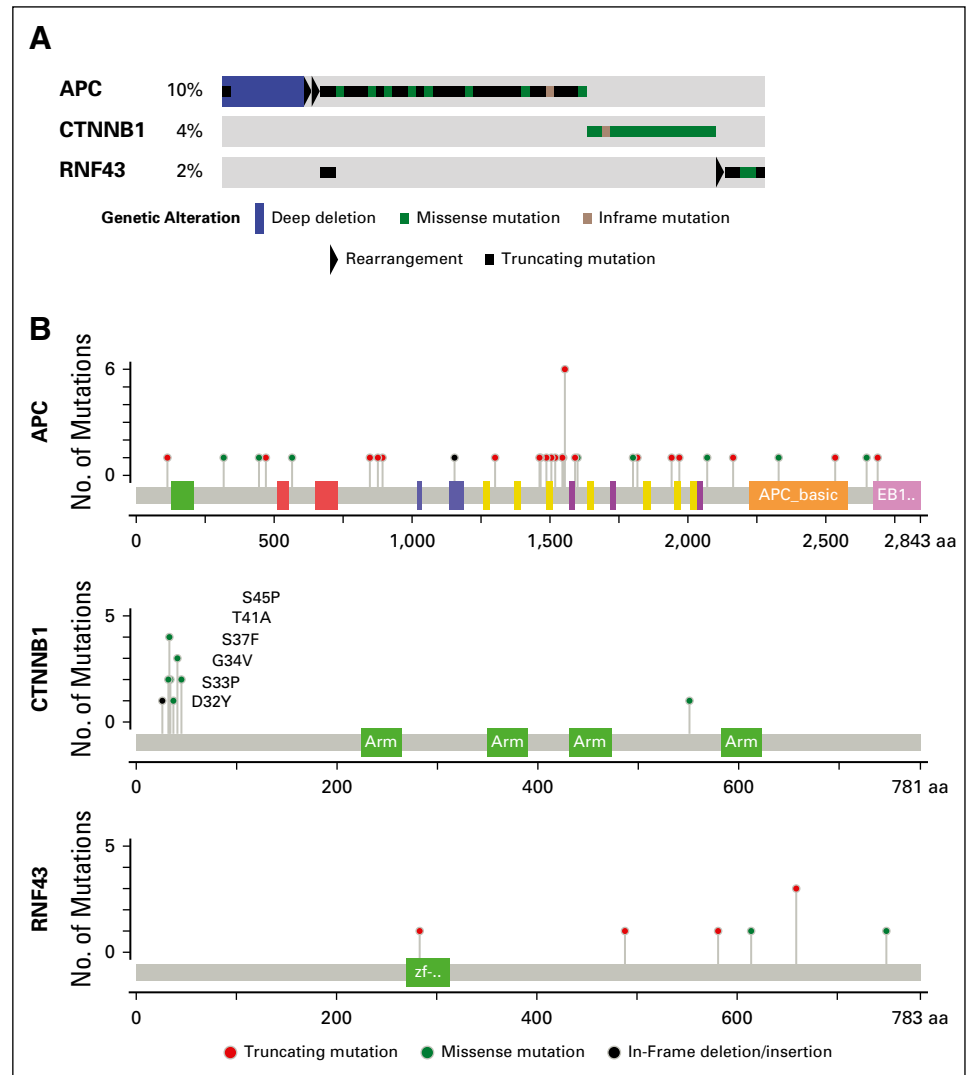 A
APC 10%
CTNNB1 4%
RNF43 2%
Genetic Alteration Deep deletion Missense mutation Inframe mutation
Rearrangement Truncating mutation
B
APC
No. of Mutations
6
0
APC_basic EB1..
0 500 1,000 1,500 2,000 2,500 2,843 aa
CTNNB1
No. of Mutations
5
0
S45P
T41A
S37F
G34V
S33P
D32Y
Arm Arm Arm Arm
0 200 400 600 781 aa
RNF43
No. of Mutations
5
0
zf-..
0 200 400 600 783 aa
Truncating mutation Missense mutation In-Frame deletion/insertion